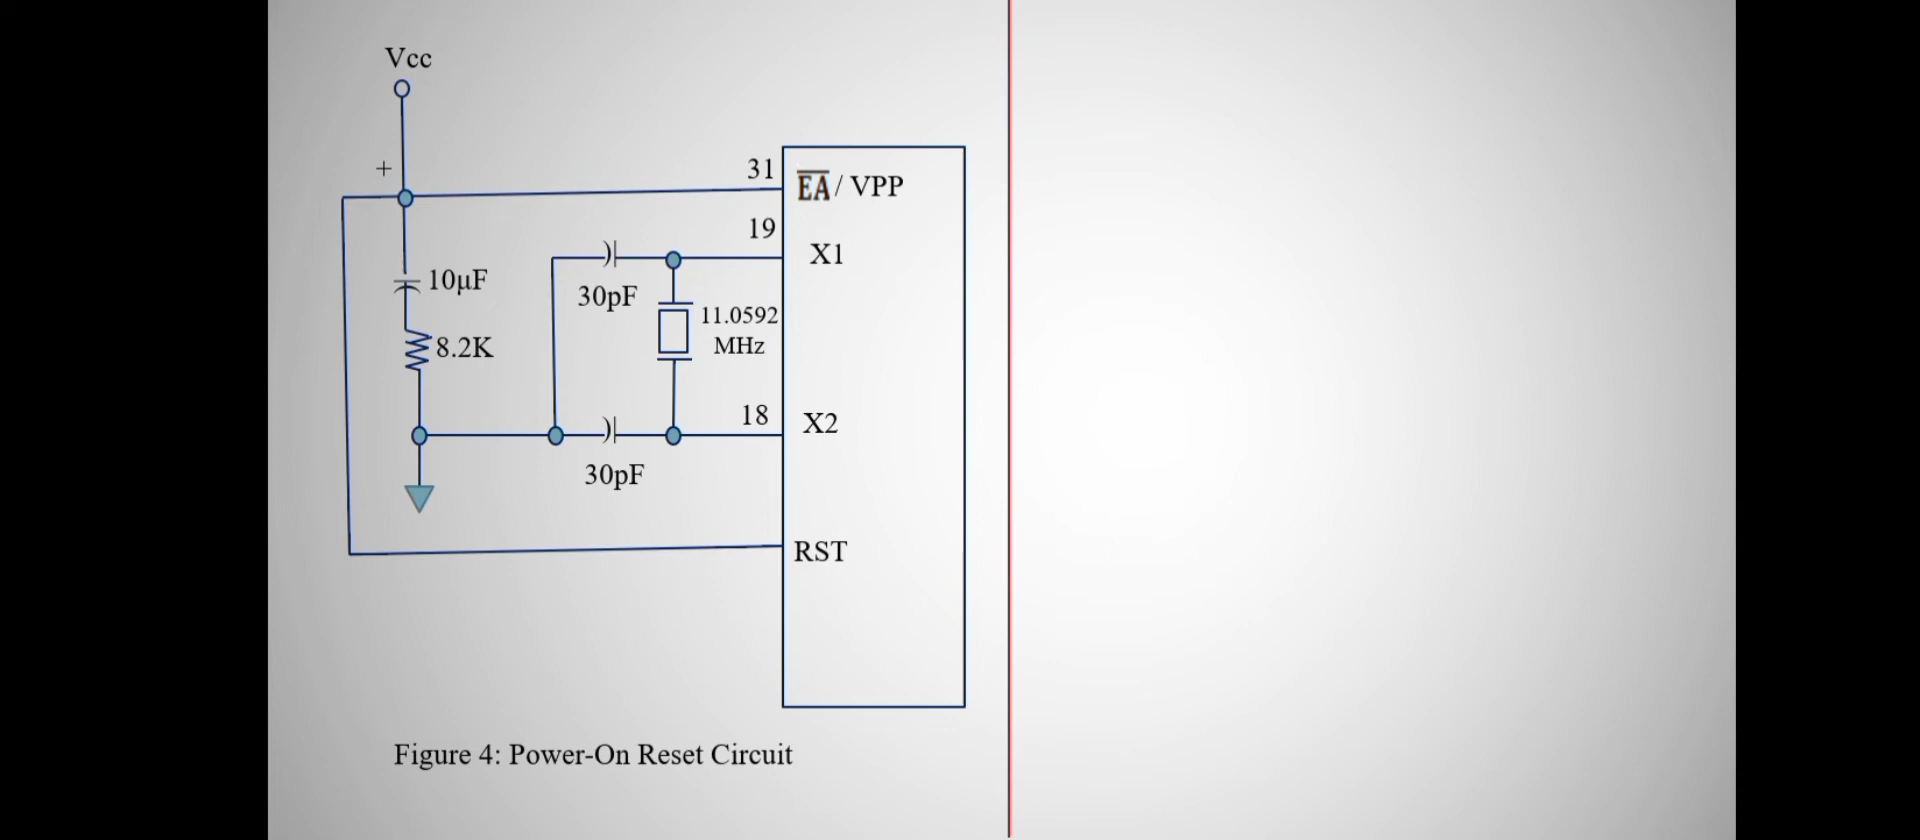 Vcc
+
31
EA / VPP
19
X1
10µF
30pF
11.0592
MHz
8.2K
18
X2
30pF
RST
Figure 4: Power-On Reset Circuit